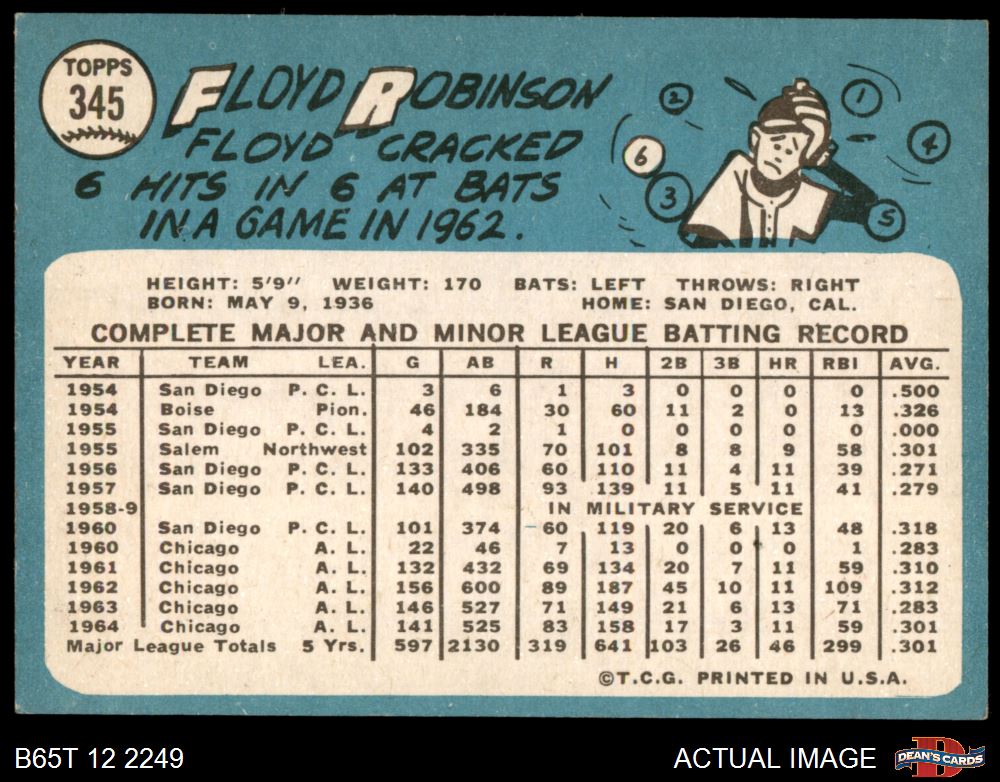 TOPPS
345
FLOYD ROBINSON
FLOYD CRACKED
6 HITS IN 6 AT BATS
IN A GAME IN 1962.
1
2
3
4
5
6
HEIGHT: 5'9" WEIGHT: 170 BATS: LEFT THROWS: RIGHT
BORN: MAY 9, 1936 HOME: SAN DIEGO, CAL.
COMPLETE MAJOR AND MINOR LEAGUE BATTING RECORD
YEAR TEAM LEA. G AB R H 2B 3B HR RBI AVG.
1954 San Diego P. C. L. 3 6 1 3 0 0 0 0 .500
1954 Boise Pion. 46 184 30 60 11 2 0 13 .326
1955 San Diego P. C. L. 4 2 1 0 0 0 0 0 .000
1955 Salem Northwest 102 335 70 101 8 8 9 58 .301
1956 San Diego P. C. L. 133 406 60 110 11 4 11 39 .271
1957 San Diego P. C. L. 140 498 93 139 11 5 11 41 .279
1958-9 IN MILITARY SERVICE
1960 San Diego P. C. L. 101 374 60 119 20 6 13 48 .318
1960 Chicago A. L. 22 46 7 13 0 0 0 1 .283
1961 Chicago A. L. 132 432 69 134 20 7 11 59 .310
1962 Chicago A. L. 156 600 89 187 45 10 11 109 .312
1963 Chicago A. L. 146 527 71 149 21 6 13 71 .283
1964 Chicago A. L. 141 525 83 158 17 3 11 59 .301
Major League Totals 5 Yrs. 597 2130 319 641 103 26 46 299 .301
©T.C.G. PRINTED IN U.S.A.
B65T 12 2249 ACTUAL IMAGE
D
DEAN'S CARDS